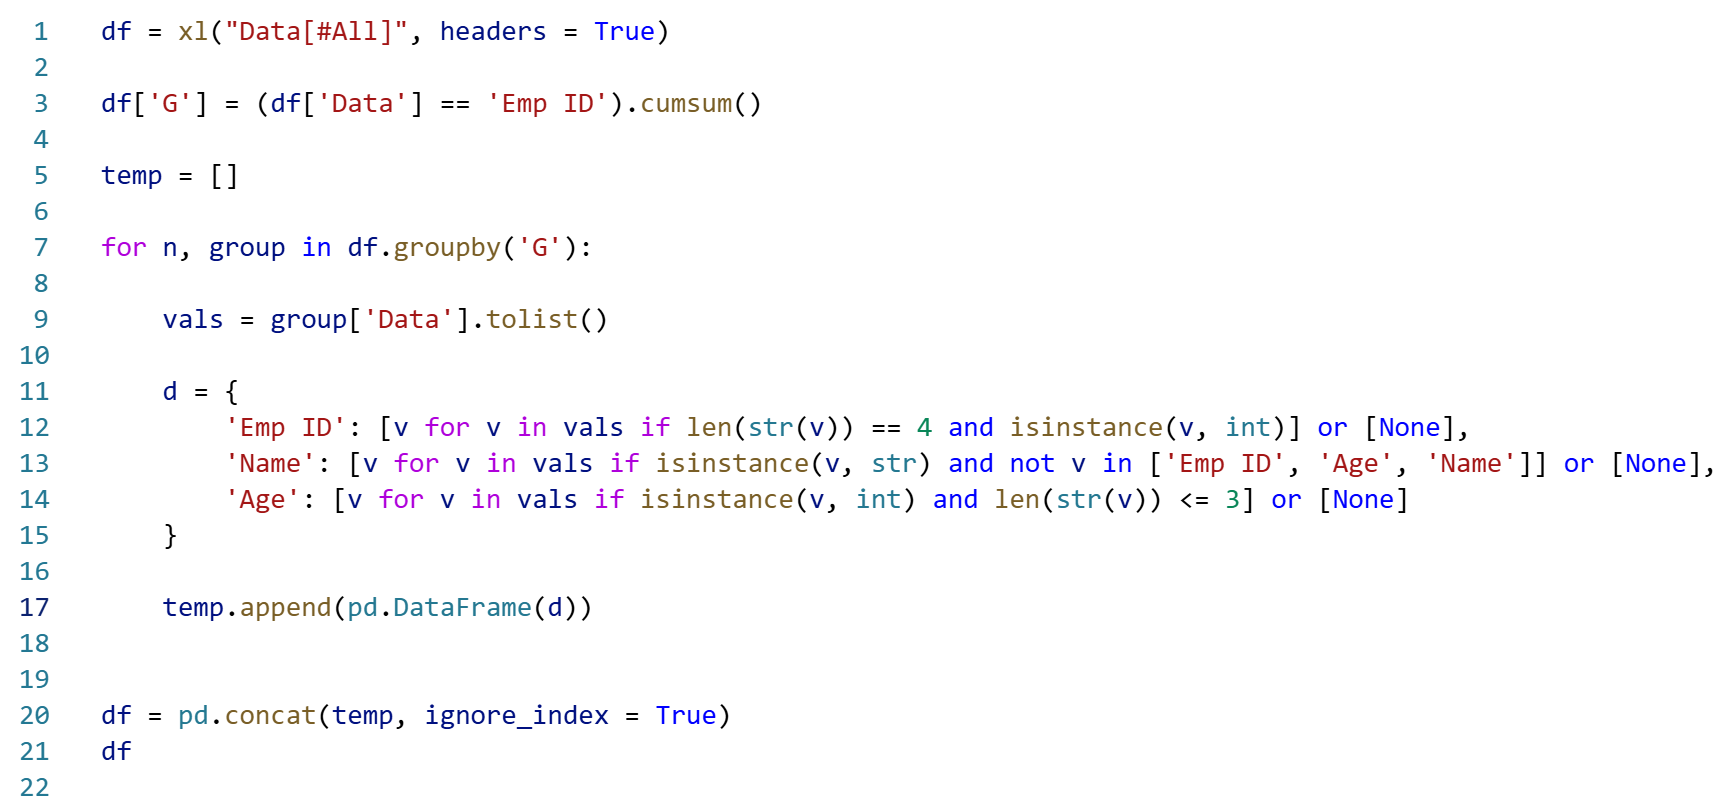 1 df = xl("Data[#All]", headers = True)
2
3 df['G'] = (df['Data'] == 'Emp ID').cumsum()
4
5 temp = []
6
7 for n, group in df.groupby('G'):
8
9     vals = group['Data'].tolist()
10
11     d = {
12         'Emp ID': [v for v in vals if len(str(v)) == 4 and isinstance(v, int)] or [None],
13         'Name': [v for v in vals if isinstance(v, str) and not v in ['Emp ID', 'Age', 'Name']] or [None],
14         'Age': [v for v in vals if isinstance(v, int) and len(str(v)) <= 3] or [None]
15     }
16
17     temp.append(pd.DataFrame(d))
18
19
20 df = pd.concat(temp, ignore_index = True)
21 df
22